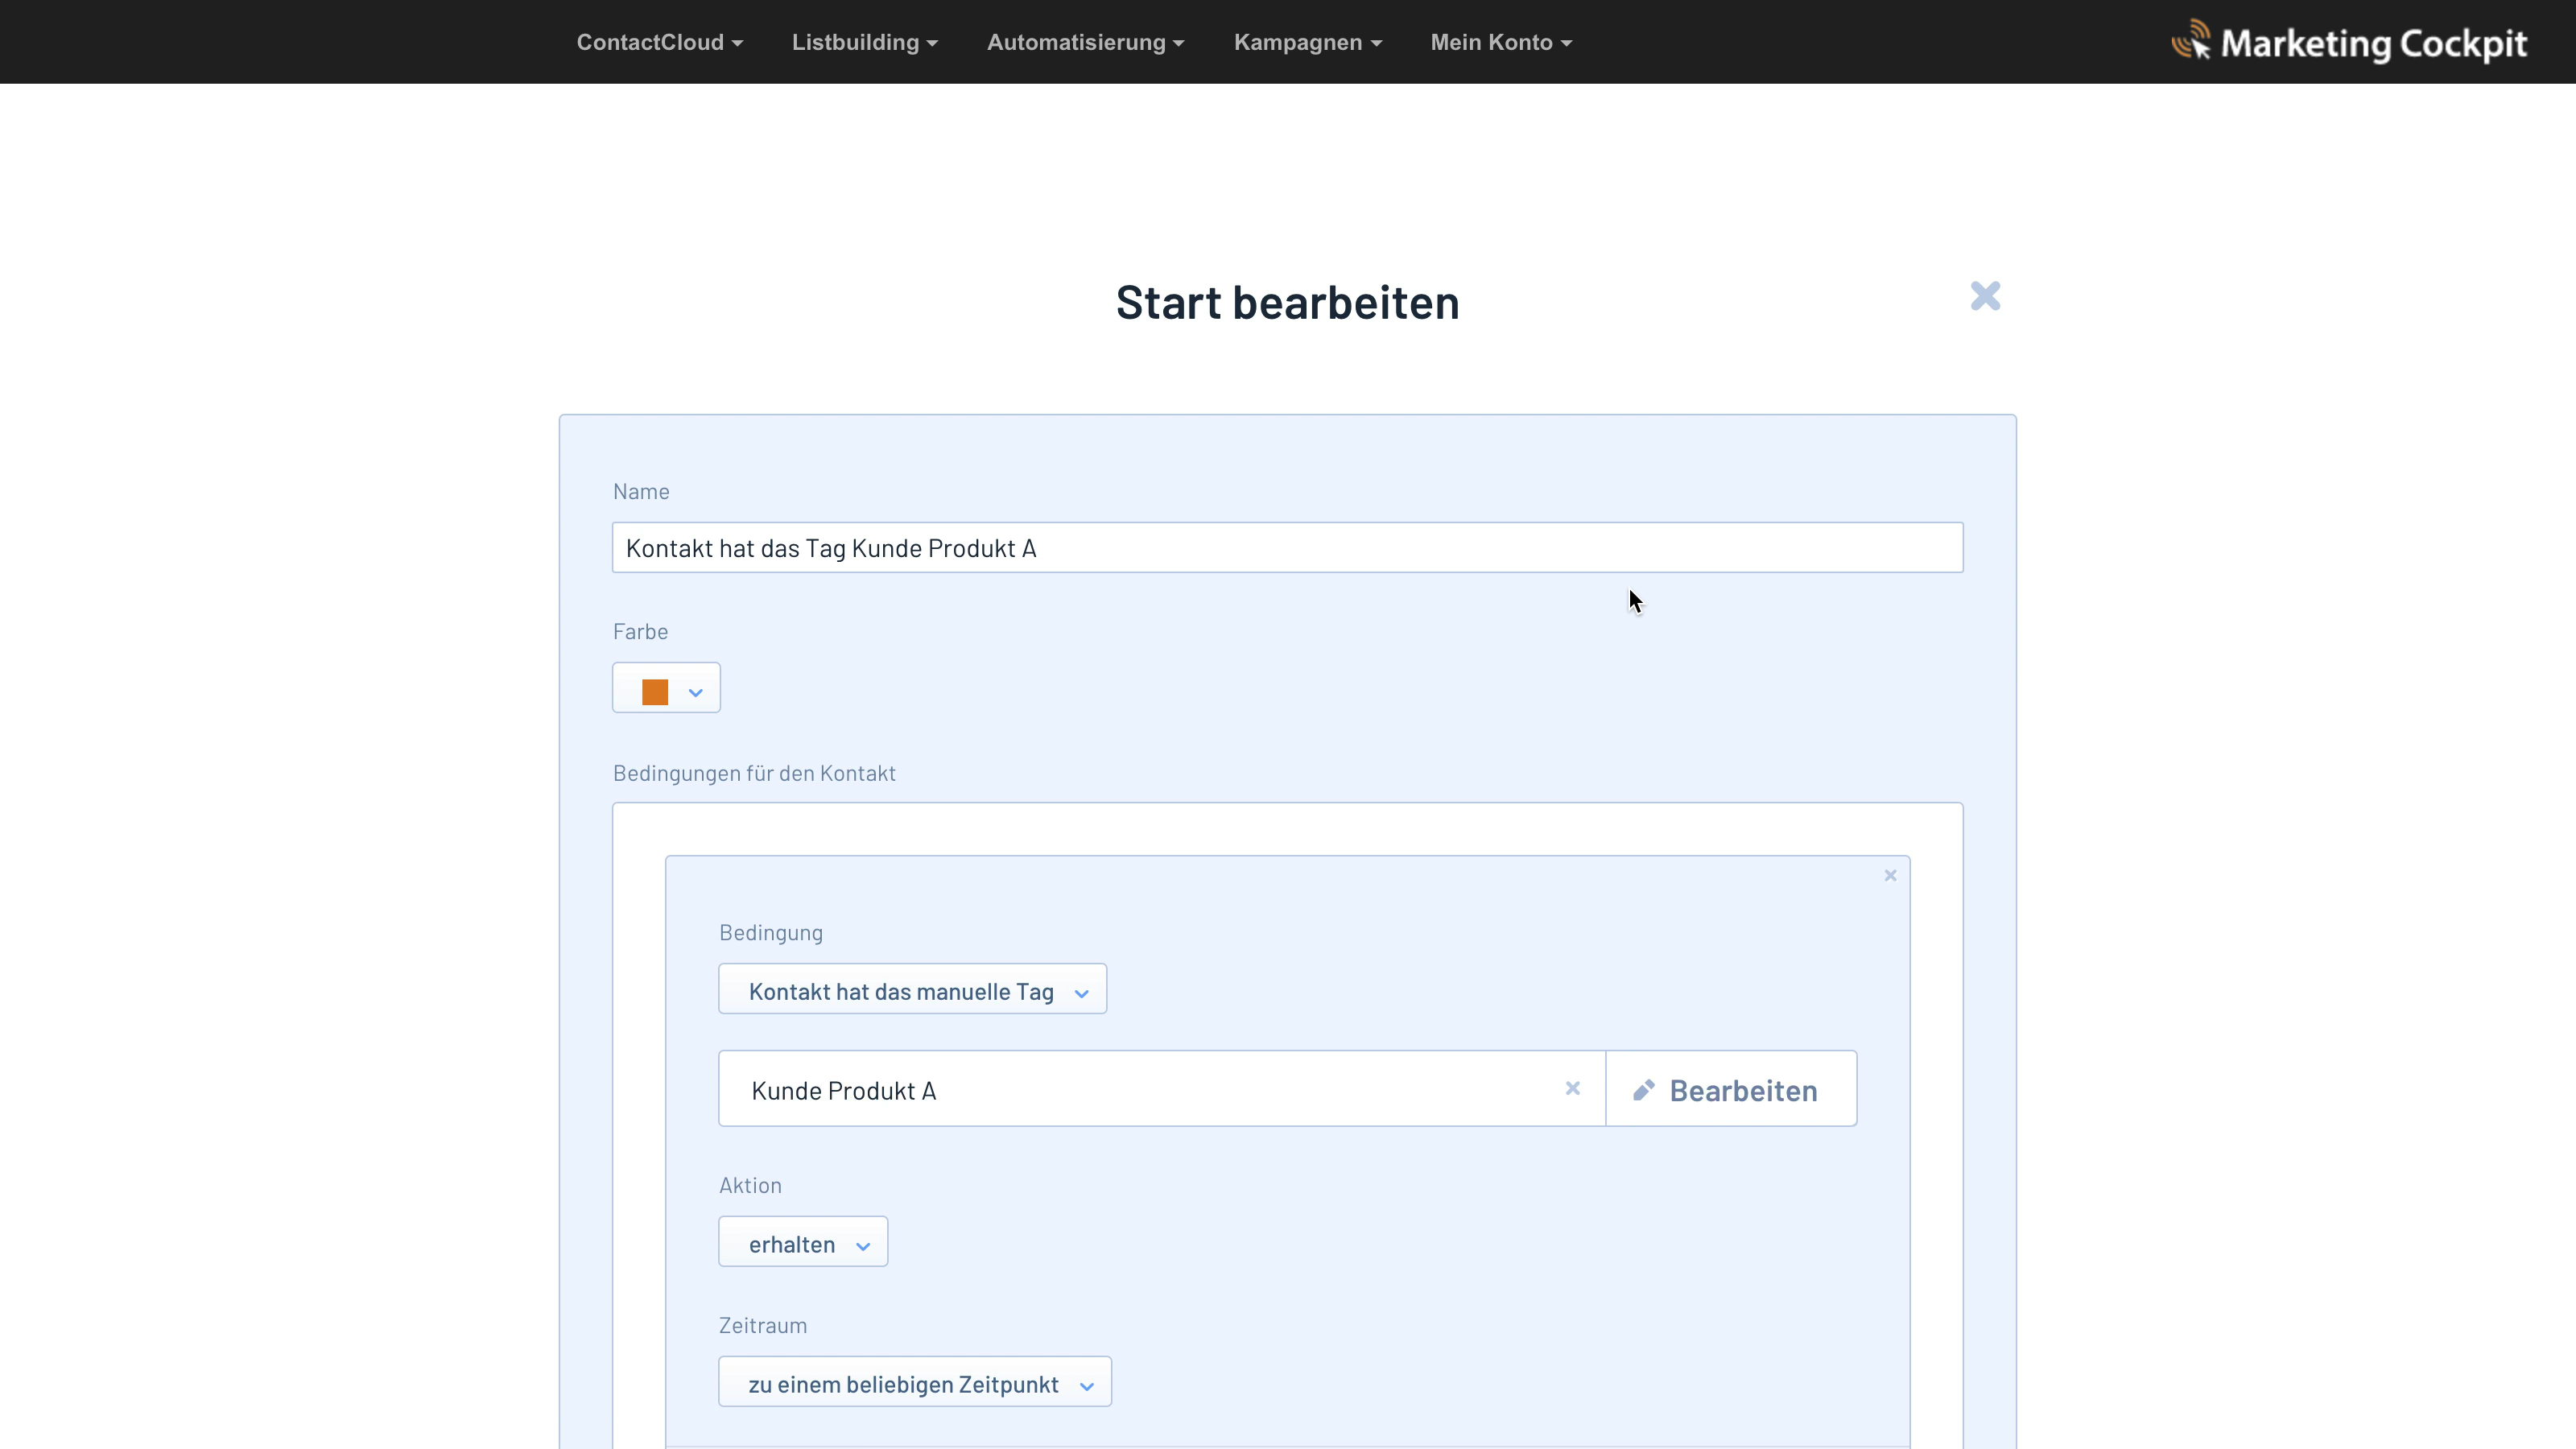 ContactCloud Listbuilding Automatisierung Kampagnen Mein Konto Marketing Cockpit
Start bearbeiten
Name
Kontakt hat das Tag Kunde Produkt A
Farbe
Bedingungen für den Kontakt
Bedingung
Kontakt hat das manuelle Tag
Kunde Produkt A Bearbeiten
Aktion
erhalten
Zeitraum
zu einem beliebigen Zeitpunkt